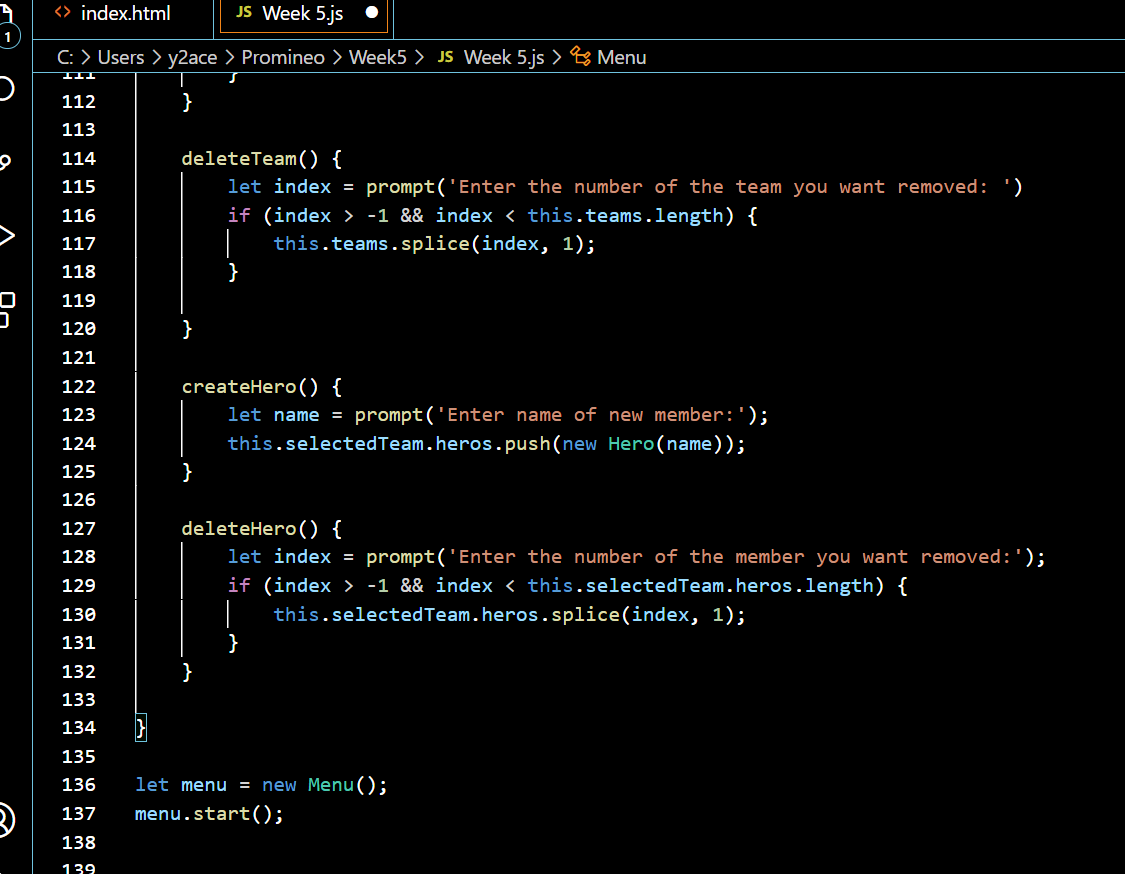 index.html JS Week 5.js
1
C: > Users > y2ace > Promineo > Week5 > JS Week 5.js > Menu
111 }
112 }
113
114 deleteTeam() {
115 let index = prompt('Enter the number of the team you want removed: ')
116 if (index > -1 && index < this.teams.length) {
117 this.teams.splice(index, 1);
118 }
119
120 }
121
122 createHero() {
123 let name = prompt('Enter name of new member:');
124 this.selectedTeam.heros.push(new Hero(name));
125 }
126
127 deleteHero() {
128 let index = prompt('Enter the number of the member you want removed:');
129 if (index > -1 && index < this.selectedTeam.heros.length) {
130 this.selectedTeam.heros.splice(index, 1);
131 }
132 }
133
134 }
135
136 let menu = new Menu();
137 menu.start();
138
139